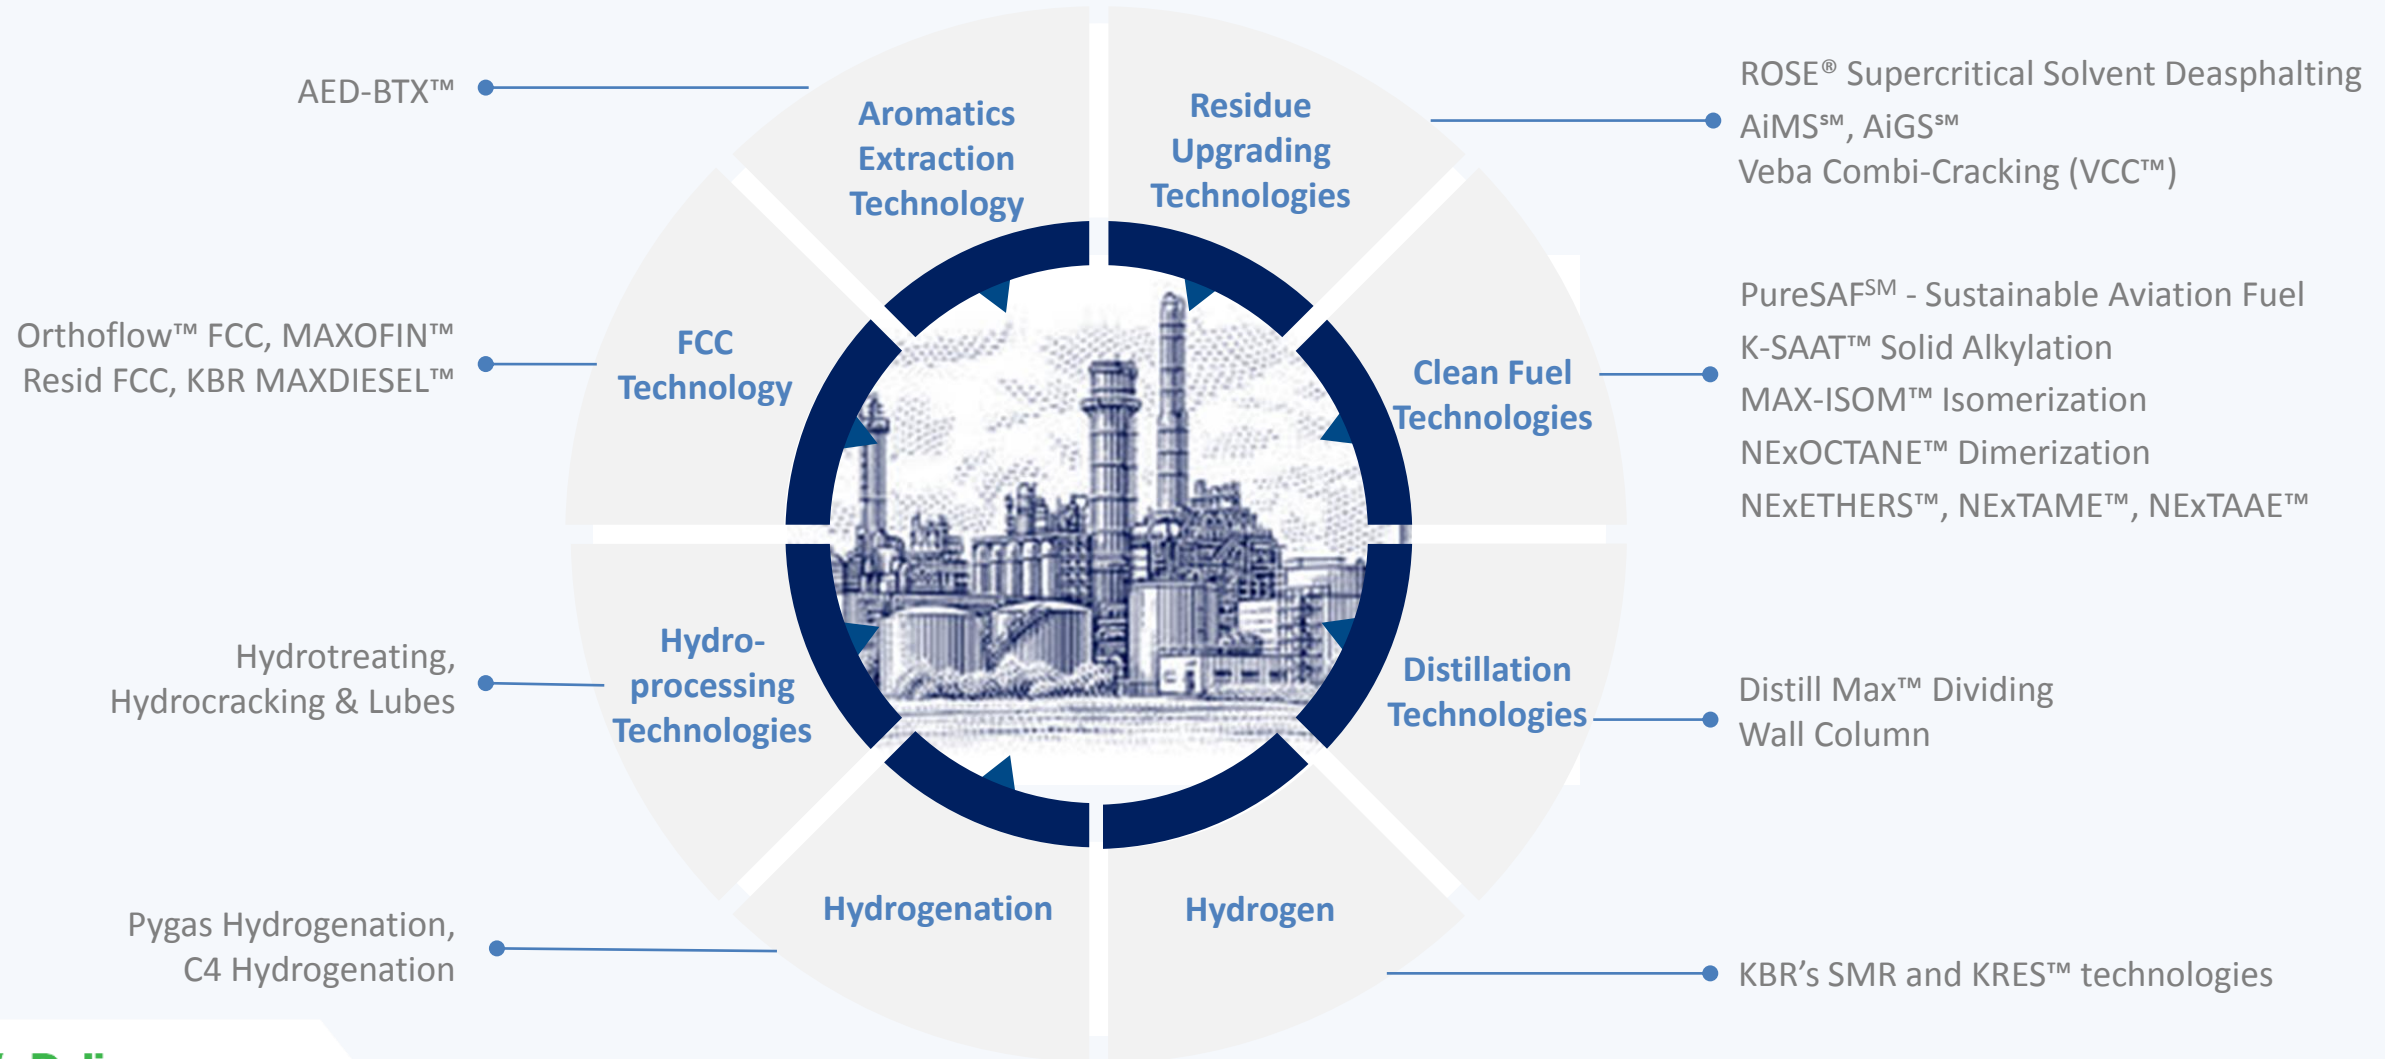 AED-BTX™
Aromatics
Extraction
Technology
Residue
Upgrading
Technologies
ROSE® Supercritical Solvent Deasphalting
AiMS℠, AiGS℠
Veba Combi-Cracking (VCC™)
Orthoflow™ FCC, MAXOFIN™
Resid FCC, KBR MAXDIESEL™
FCC
Technology
Clean Fuel
Technologies
PureSAF℠ - Sustainable Aviation Fuel
K-SAAT™ Solid Alkylation
MAX-ISOM™ Isomerization
NExOCTANE™ Dimerization
NExETHERS™, NExTAME™, NExTAAE™
Hydrotreating,
Hydrocracking & Lubes
Hydro-
processing
Technologies
Distillation
Technologies
Distill Max™ Dividing
Wall Column
Pygas Hydrogenation,
C4 Hydrogenation
Hydrogenation
Hydrogen
KBR’s SMR and KRES™ technologies